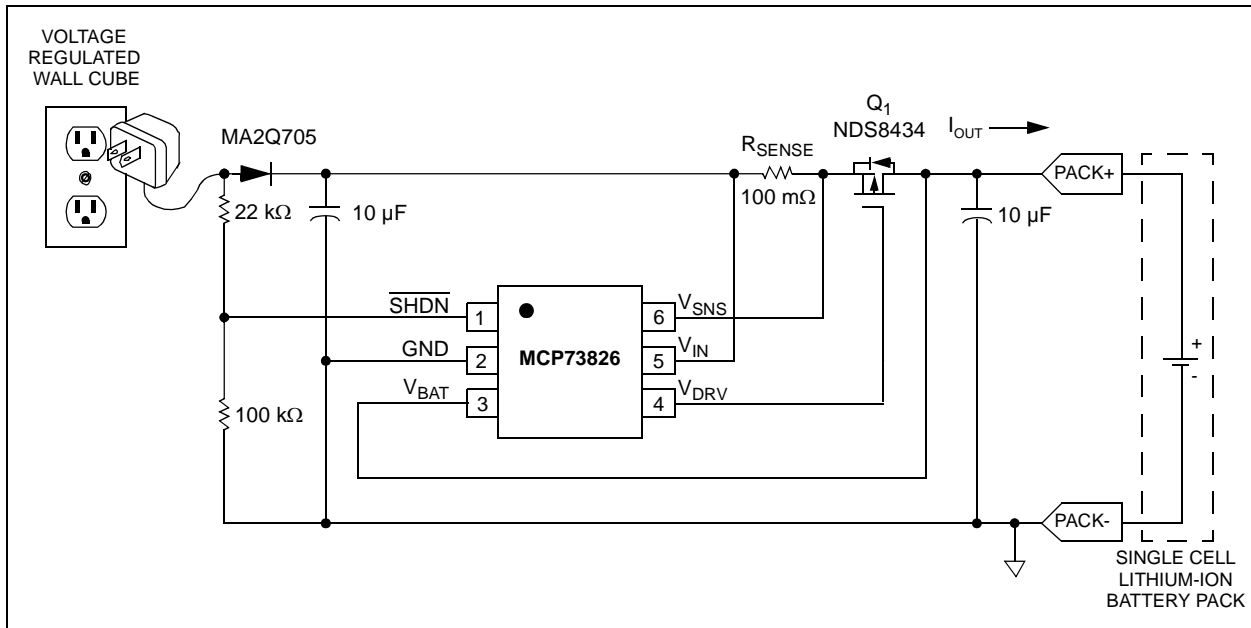 VOLTAGE
REGULATED
WALL CUBE
MA2Q705
22 kΩ
10 µF
100 kΩ
RSENSE
100 mΩ
Q1
NDS8434
IOUT
PACK+
10 µF
SHDN
1
GND
2
VBAT
3
MCP73826
VSNS
6
VIN
5
VDRV
4
+
-
PACK-
SINGLE CELL
LITHIUM-ION
BATTERY PACK